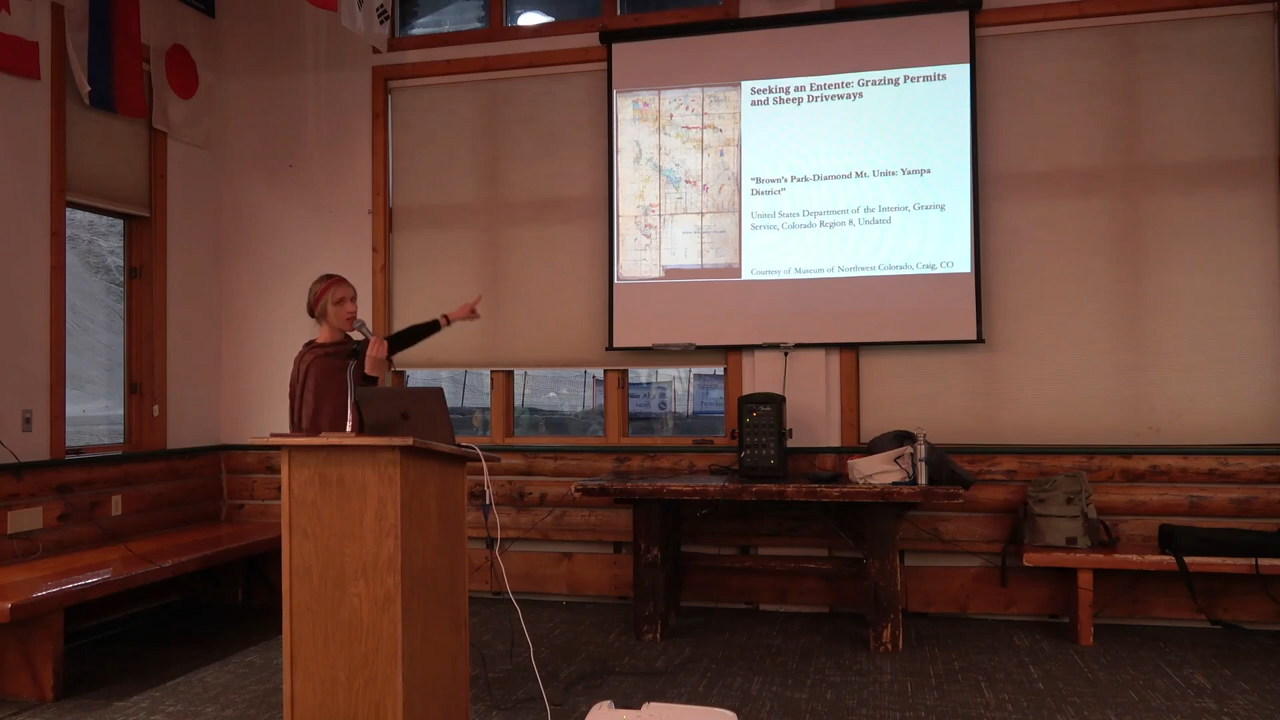 Seeking an Entente: Grazing Permits
and Sheep Driveways
“Brown’s Park-Diamond Mt. Units: Yampa
District”
United States Department of the Interior, Grazing
Service, Colorado Region 8, Undated
Courtesy of Museum of Northwest Colorado, Craig, CO
Fender